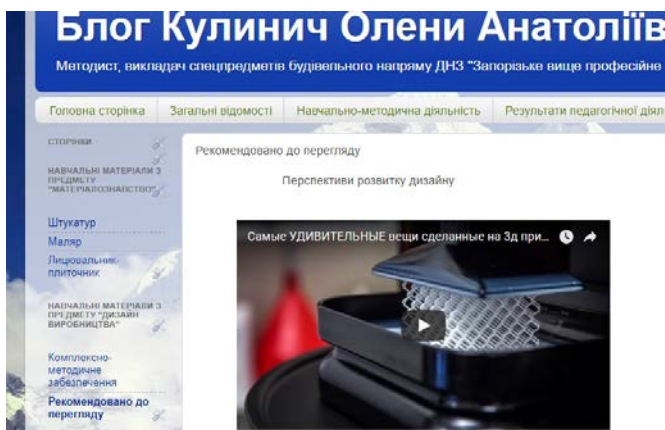 Блог Кулинич Олени Анатоліїв
Методист, викладач спецпредметів будівельного напряму ДНЗ "Запорізьке вище професійне
Головна сторінка Загальні відомості Навчально-методична діяльність Результати педагогічної діял
СТОРІНКИ
НАВЧАЛЬНІ МАТЕРІАЛИ З
ПРЕДМЕТУ
"МАТЕРІАЛОЗНАВСТВО"
Штукатур
Маляр
Лицювальник-
плиточник
НАВЧАЛЬНІ МАТЕРІАЛИ З
ПРЕДМЕТУ "ДИЗАЙН
ВИРОБНИЦТВА"
Комплексно-
методичне
забезпечення
Рекомендовано до
перегляду
Рекомендовано до перегляду
Перспективи розвитку дизайну
Самые УДИВИТЕЛЬНЫЕ вещи сделанные на 3д при...